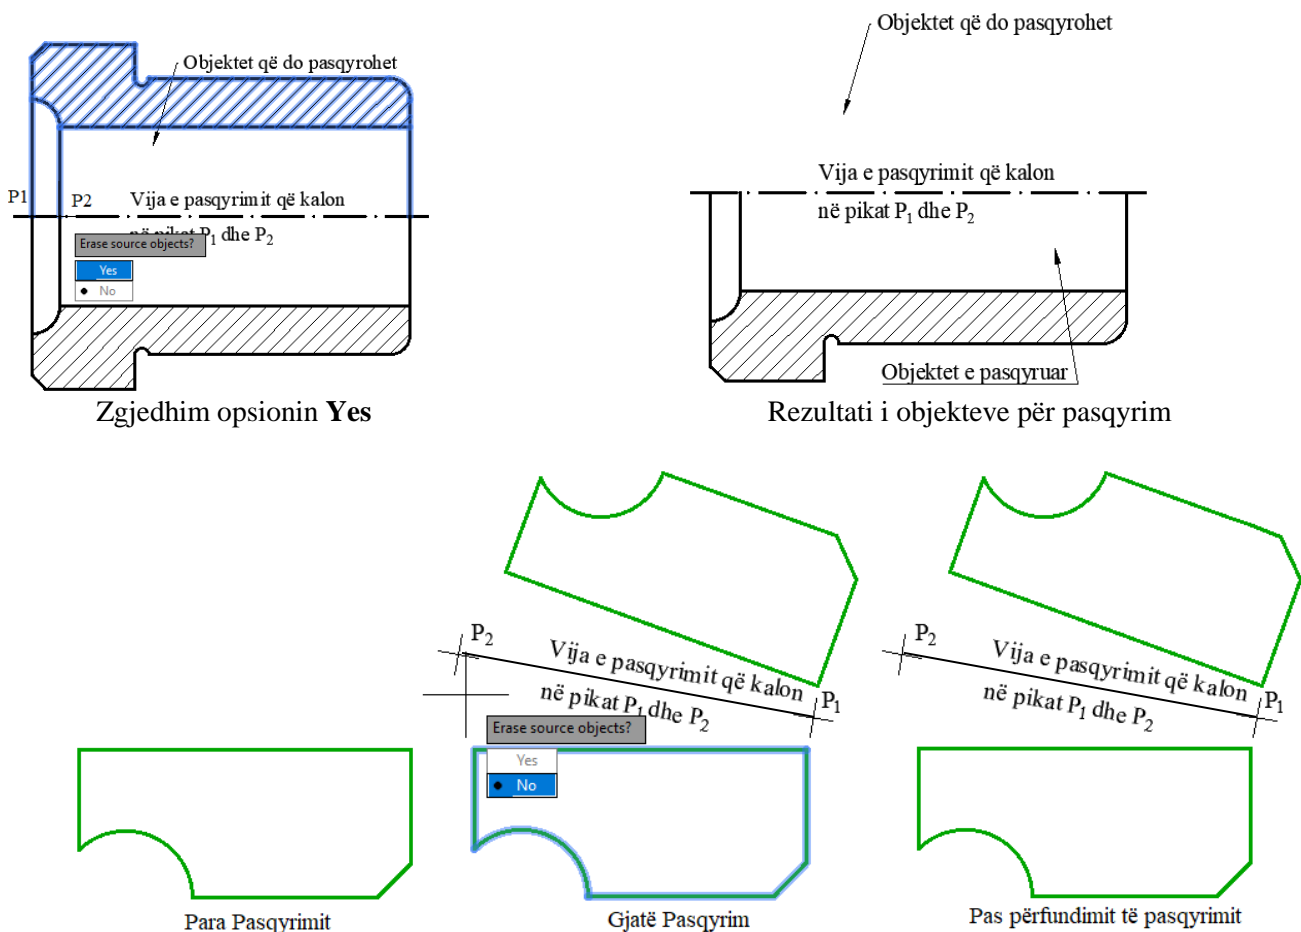 Objektet që do pasqyrohet
P1
P2
Vija e pasqyrimit që kalon
në pikat P1 dhe P2
Erase source objects?
Yes
No
Zgjedhim opsionin Yes
Objektet që do pasqyrohet
Vija e pasqyrimit që kalon
në pikat P1 dhe P2
Objektet e pasqyruar
Rezultati i objekteve për pasqyrim
Para Pasqyrimit
P2
Vija e pasqyrimit që kalon
në pikat P1 dhe P2
P1
Erase source objects?
Yes
No
Gjatë Pasqyrim
P2
Vija e pasqyrimit që kalon
në pikat P1 dhe P2
P1
Pas përfundimit të pasqyrimit